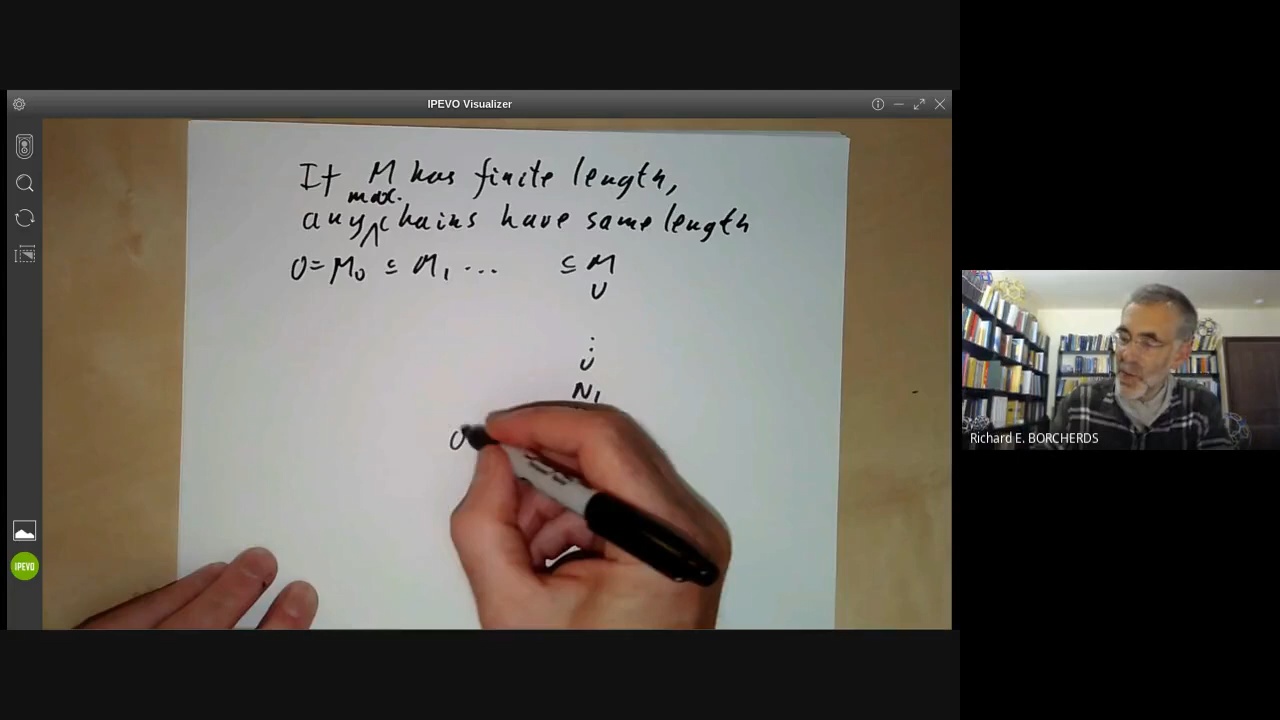 IPEVO Visualizer
If M has finite length,
max.
any ∧ chains have same length
0 = M₀ ⊆ M₁ ... ⊆ M
∪
:
∪
N₁
0
IPEVO
Richard E. BORCHERDS